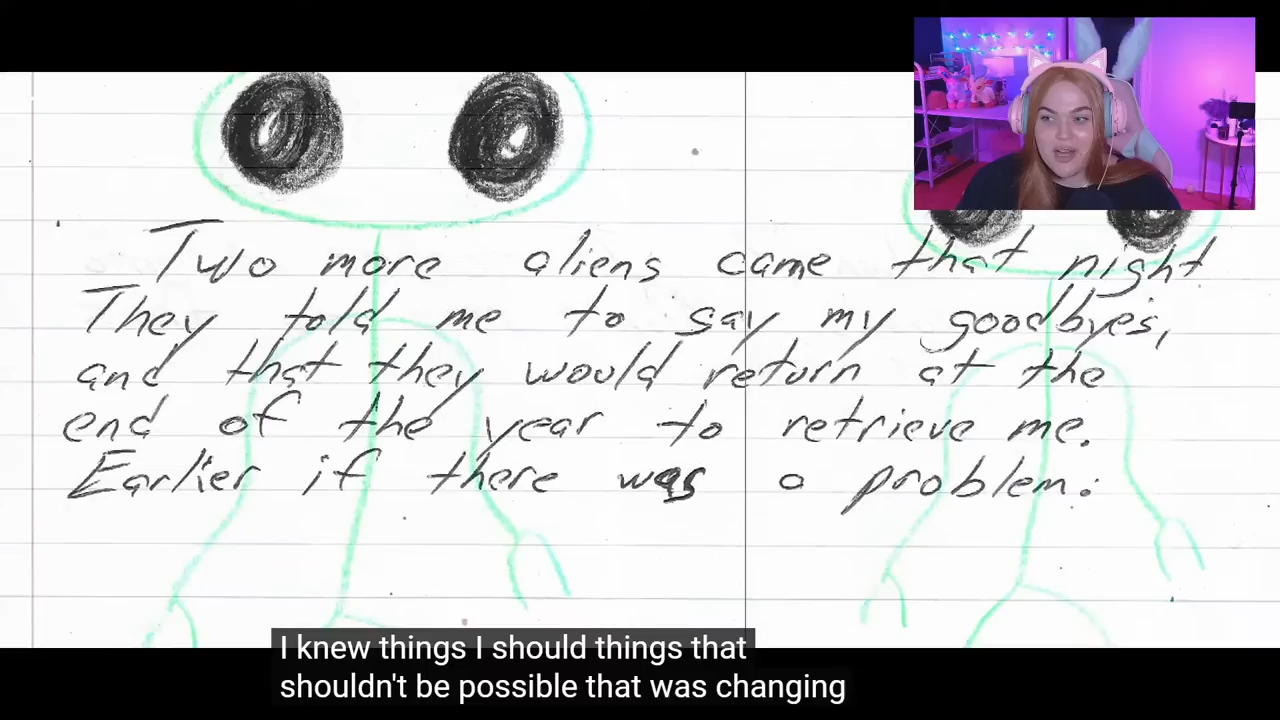 Two more aliens came that night
They told me to say my goodbyes,
and that they would return at the
end of the year to retrieve me.
Earlier if there was a problem.
I knew things I should things that
shouldn't be possible that was changing